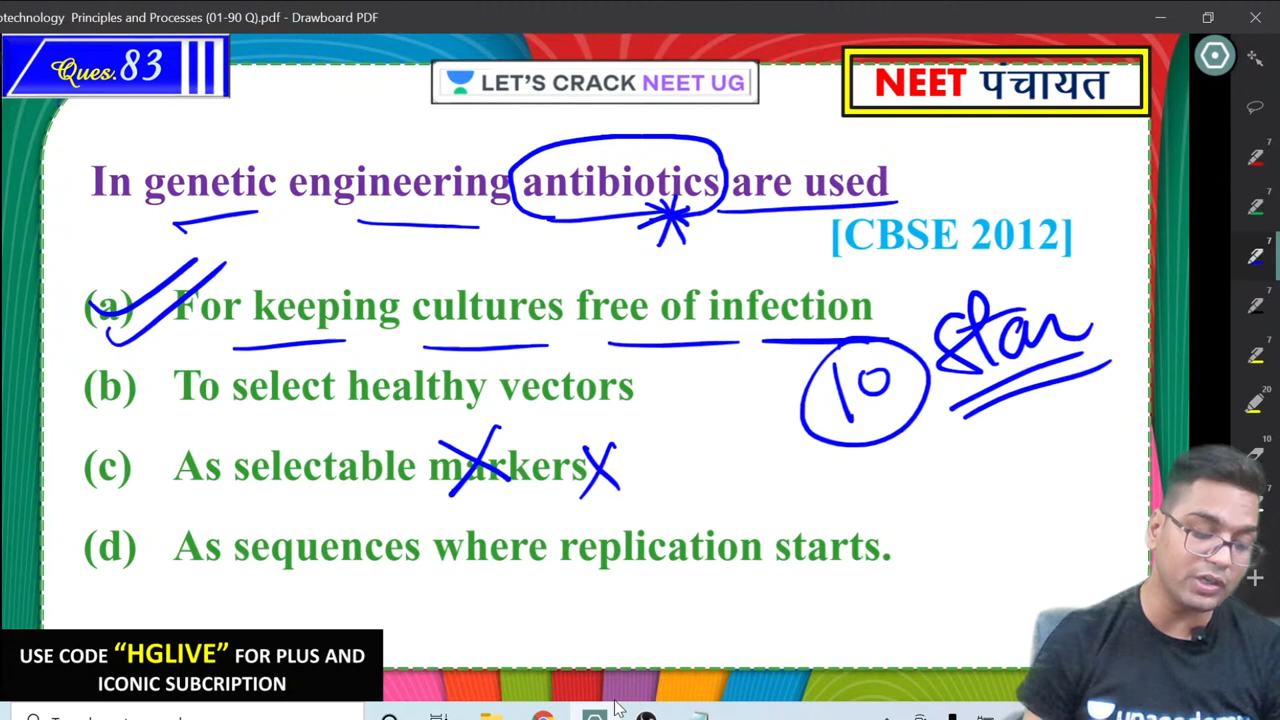 otechnology Principles and Processes (01-90 Q).pdf - Drawboard PDF
Ques.83
LET'S CRACK NEET UG
NEET पंचायत
In genetic engineering antibiotics are used
[CBSE 2012]
(a) For keeping cultures free of infection
star
10
(b) To select healthy vectors
(c) As selectable markers
(d) As sequences where replication starts.
USE CODE “HGLIVE” FOR PLUS AND
ICONIC SUBCRIPTION